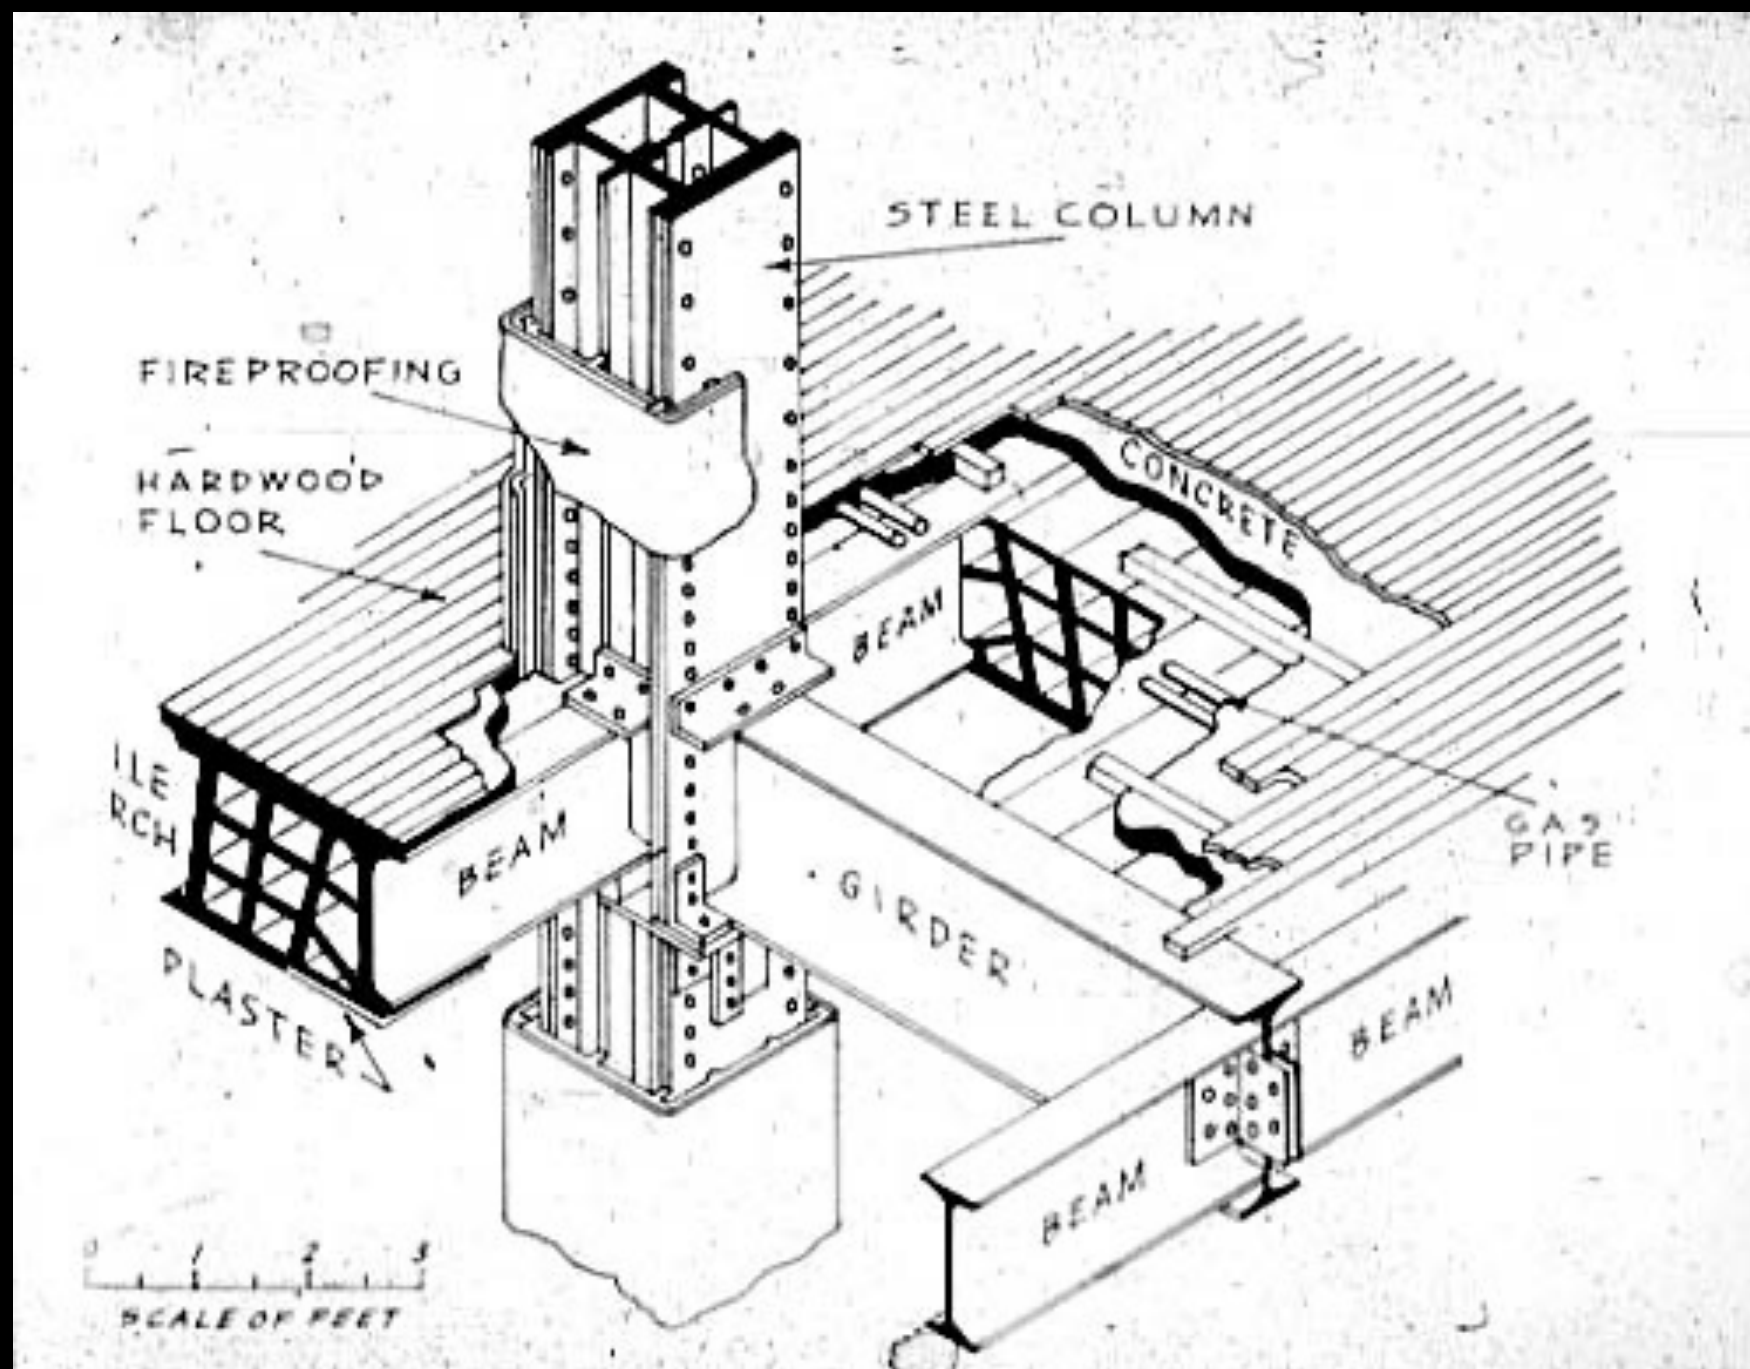 STEEL COLUMN
FIREPROOFING
HARDWOOD
FLOOR
CONCRETE
BEAM
ILE
RCH
BEAM
GIRDER
GAS
PIPE
PLASTER
BEAM
BEAM
0 1 2 3
SCALE OF FEET